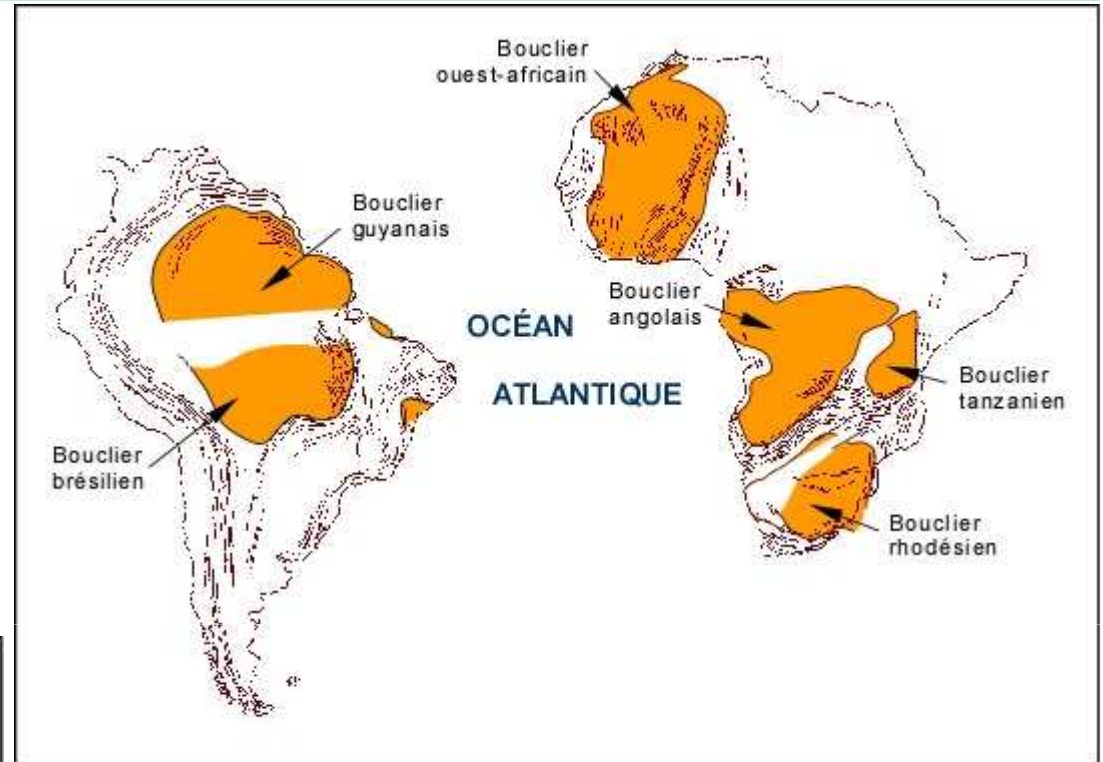 Bouclier
ouest-africain
Bouclier
guyanais
Bouclier
angolais
OCÉAN
ATLANTIQUE
Bouclier
tanzanien
Bouclier
brésilien
Bouclier
rhodésien